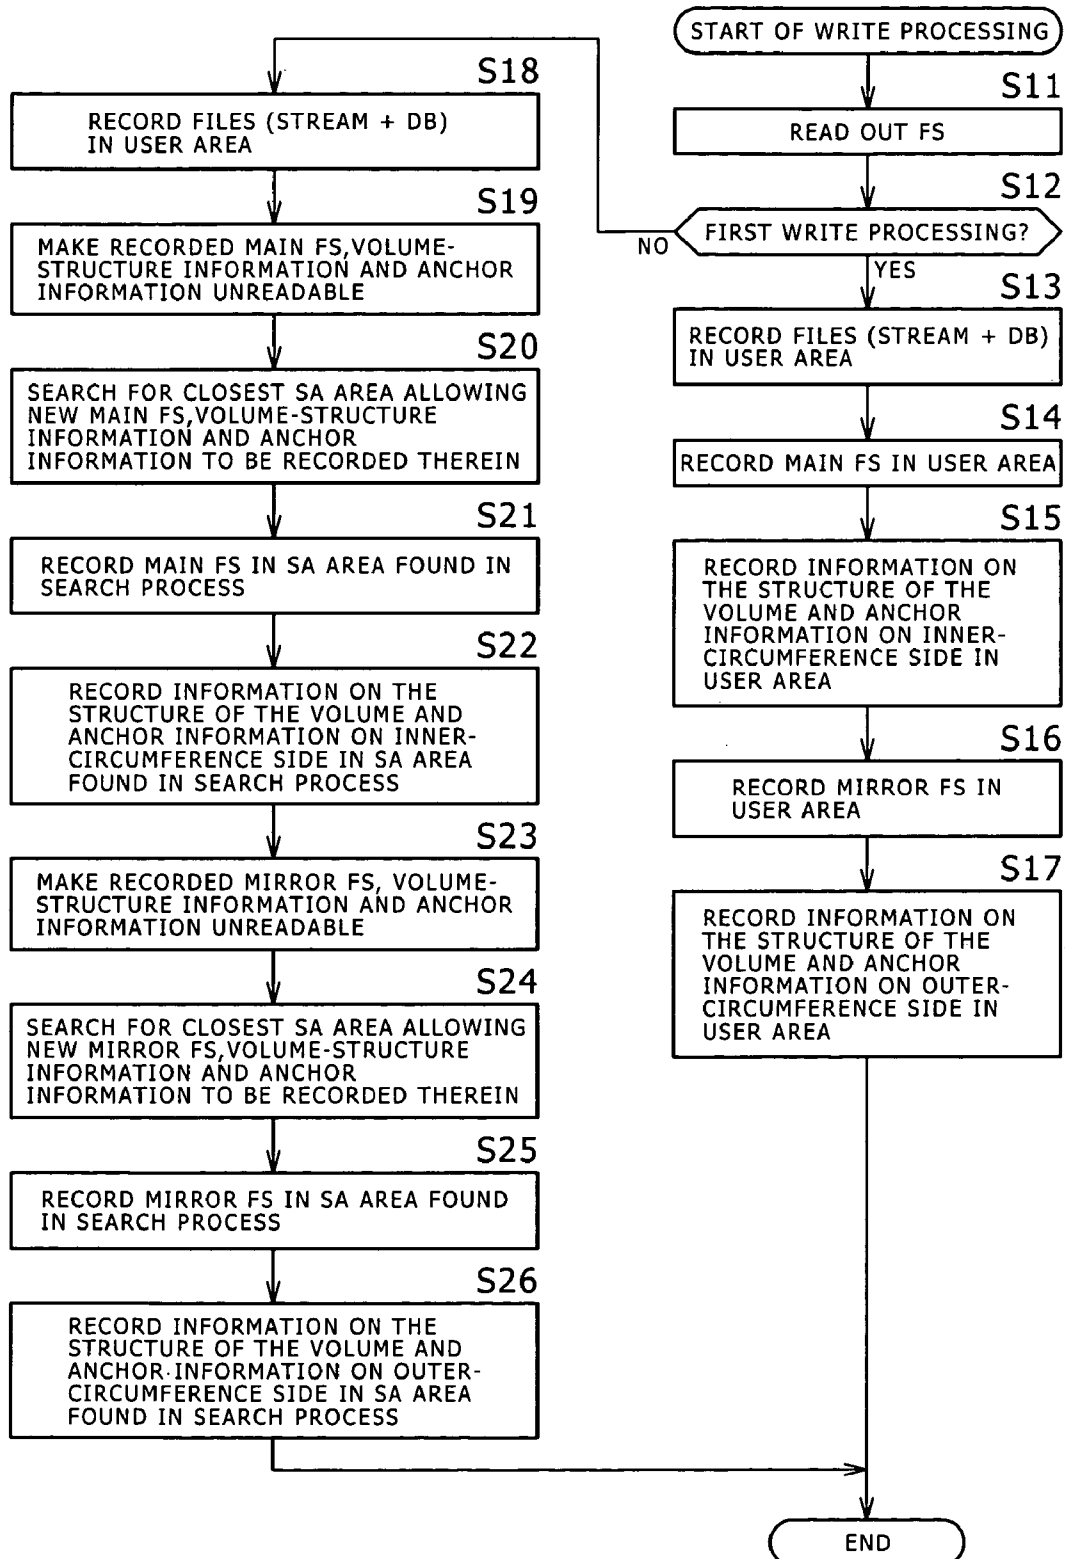 START OF WRITE PROCESSING
S11
READ OUT FS
S12
FIRST WRITE PROCESSING?
NO
YES
S13
RECORD FILES (STREAM + DB)
IN USER AREA
S14
RECORD MAIN FS IN USER AREA
S15
RECORD INFORMATION ON
THE STRUCTURE OF THE
VOLUME AND ANCHOR
INFORMATION ON INNER-
CIRCUMFERENCE SIDE IN
USER AREA
S16
RECORD MIRROR FS IN
USER AREA
S17
RECORD INFORMATION ON
THE STRUCTURE OF THE
VOLUME AND ANCHOR
INFORMATION ON OUTER-
CIRCUMFERENCE SIDE IN
USER AREA
S18
RECORD FILES (STREAM + DB)
IN USER AREA
S19
MAKE RECORDED MAIN FS,VOLUME-
STRUCTURE INFORMATION AND ANCHOR
INFORMATION UNREADABLE
S20
SEARCH FOR CLOSEST SA AREA ALLOWING
NEW MAIN FS,VOLUME-STRUCTURE
INFORMATION AND ANCHOR
INFORMATION TO BE RECORDED THEREIN
S21
RECORD MAIN FS IN SA AREA FOUND IN
SEARCH PROCESS
S22
RECORD INFORMATION ON THE
STRUCTURE OF THE VOLUME AND
ANCHOR INFORMATION ON INNER-
CIRCUMFERENCE SIDE IN SA AREA
FOUND IN SEARCH PROCESS
S23
MAKE RECORDED MIRROR FS, VOLUME-
STRUCTURE INFORMATION AND ANCHOR
INFORMATION UNREADABLE
S24
SEARCH FOR CLOSEST SA AREA ALLOWING
NEW MIRROR FS,VOLUME-STRUCTURE
INFORMATION AND ANCHOR
INFORMATION TO BE RECORDED THEREIN
S25
RECORD MIRROR FS IN SA AREA FOUND
IN SEARCH PROCESS
S26
RECORD INFORMATION ON THE
STRUCTURE OF THE VOLUME AND
ANCHOR INFORMATION ON OUTER-
CIRCUMFERENCE SIDE IN SA AREA
FOUND IN SEARCH PROCESS
END